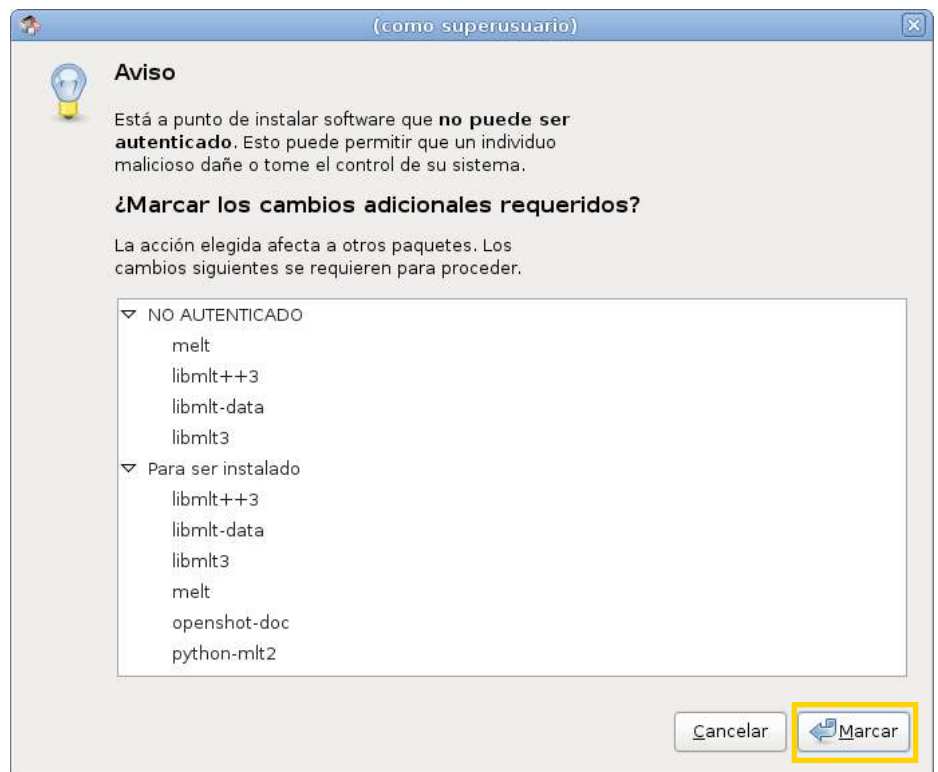 (como superusuario)
Aviso
Está a punto de instalar software que no puede ser
autenticado. Esto puede permitir que un individuo
malicioso dañe o tome el control de su sistema.
¿Marcar los cambios adicionales requeridos?
La acción elegida afecta a otros paquetes. Los
cambios siguientes se requieren para proceder.
NO AUTENTICADO
melt
libmlt++3
libmlt-data
libmlt3
Para ser instalado
libmlt++3
libmlt-data
libmlt3
melt
openshot-doc
python-mlt2
Cancelar
Marcar